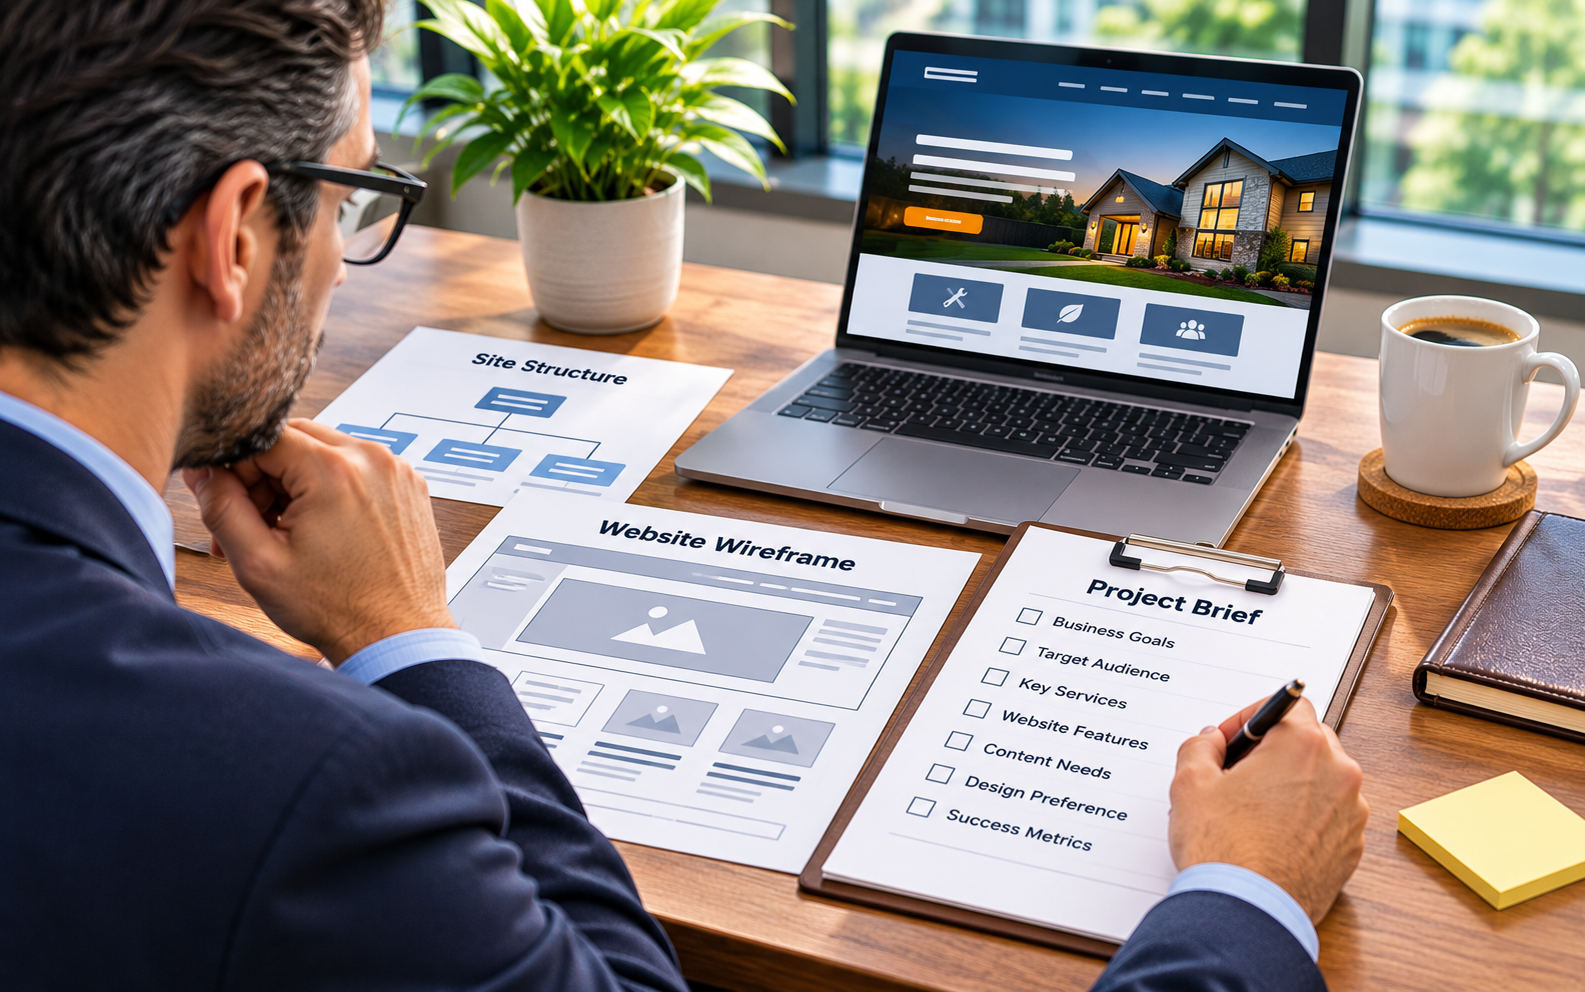 Site Structure
Website Wireframe
Project Brief
Business Goals
Target Audience
Key Services
Website Features
Content Needs
Design Preference
Success Metrics